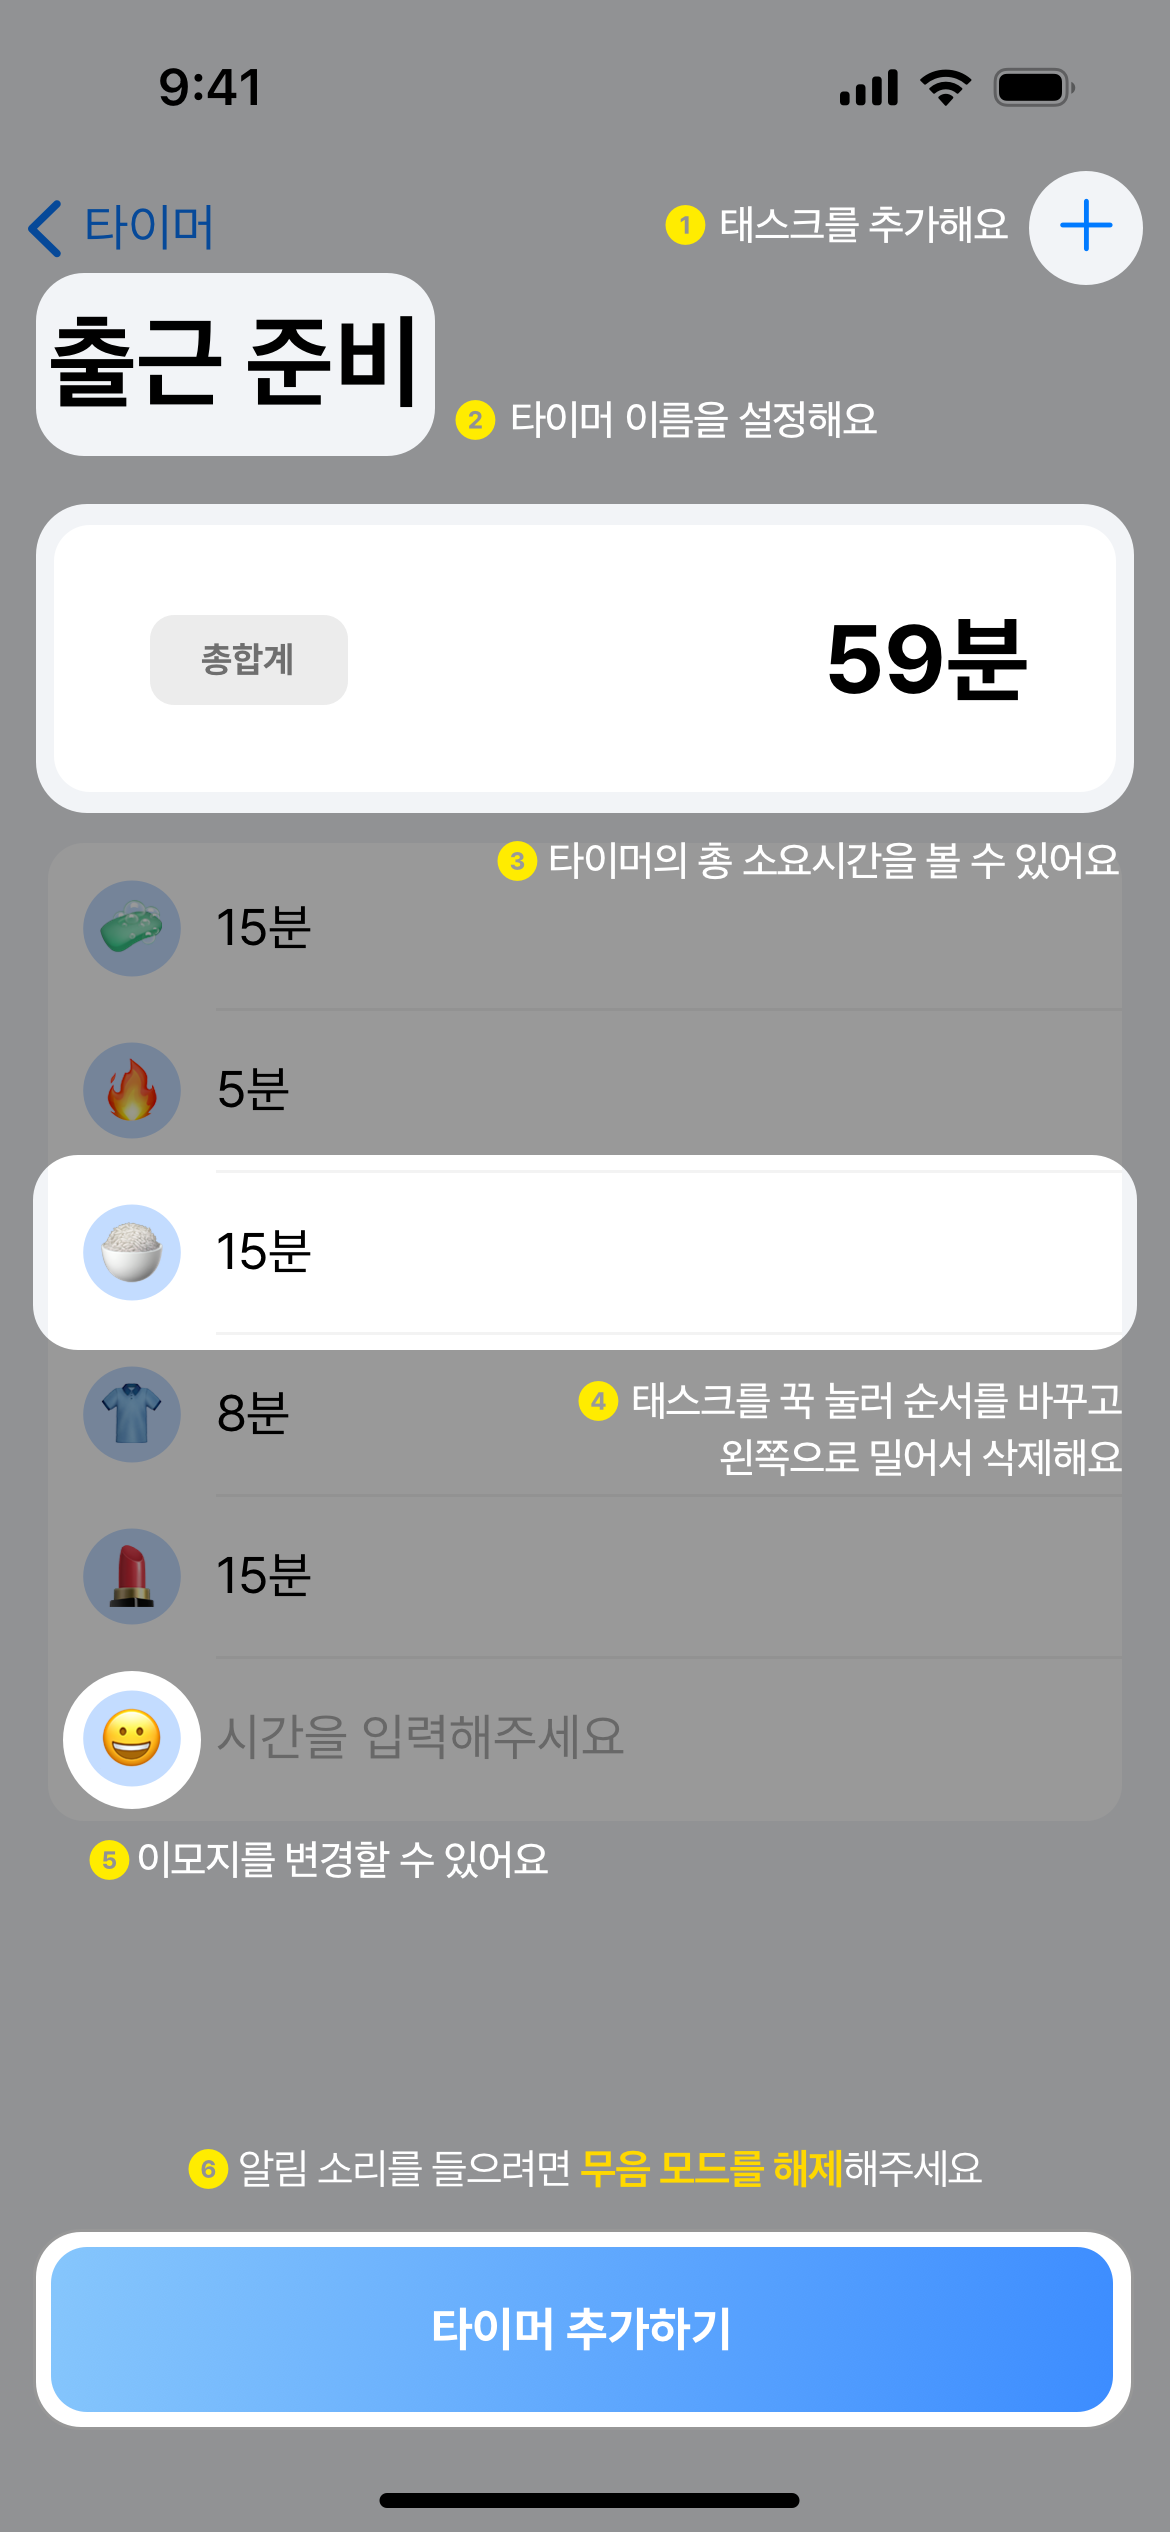 9:41
타이머
1 태스크를 추가해요
출근 준비
2 타이머 이름을 설정해요
총합계
59분
3 타이머의 총 소요시간을 볼 수 있어요
15분
5분
15분
8분
4 태스크를 꾹 눌러 순서를 바꾸고
왼쪽으로 밀어서 삭제해요
15분
시간을 입력해주세요
5 이모지를 변경할 수 있어요
6 알림 소리를 들으려면 무음 모드를 해제해주세요
타이머 추가하기